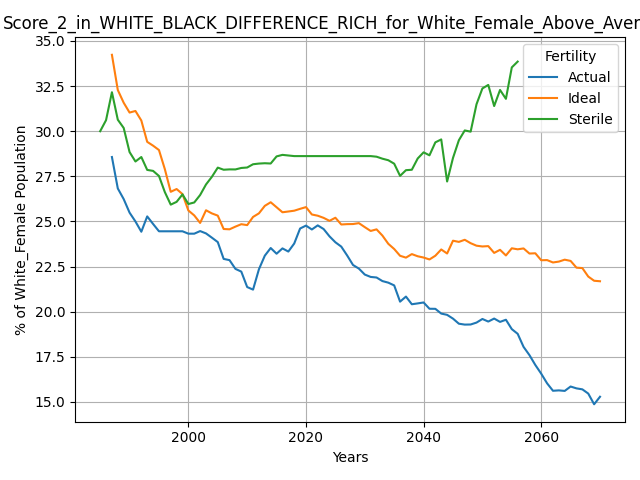 Score_2_in_WHITE_BLACK_DIFFERENCE_RICH_for_White_Female_Above_Aver
Fertility
Actual
Ideal
Sterile
% of White_Female Population
35.0
32.5
30.0
27.5
25.0
22.5
20.0
17.5
15.0
2000
2020
2040
2060
Years